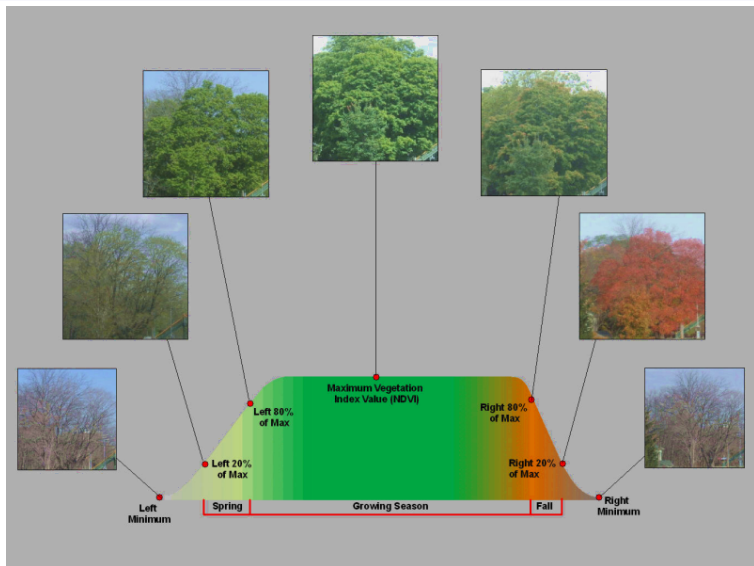 Maximum Vegetation
Index Value (NDVI)
Left 80%
of Max
Right 80%
of Max
Left 20%
of Max
Right 20%
of Max
Left
Minimum
Spring
Growing Season
Fall
Right
Minimum